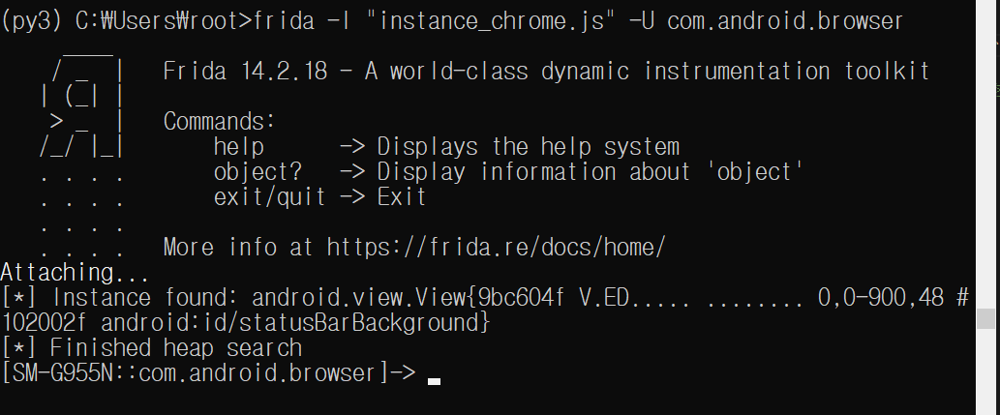 (py3) C:₩Users₩root>frida -l "instance_chrome.js" -U com.android.browser
     ____
    / _  |   Frida 14.2.18 - A world-class dynamic instrumentation toolkit
   | (_| |
    > _  |   Commands:
   /_/ |_|       help      -> Displays the help system
   . . . .       object?   -> Display information about 'object'
   . . . .       exit/quit -> Exit
   . . . .
   . . . .   More info at https://frida.re/docs/home/
Attaching...
[*] Instance found: android.view.View{9bc604f V.ED..... ........ 0,0-900,48 #
102002f android:id/statusBarBackground}
[*] Finished heap search
[SM-G955N::com.android.browser]->